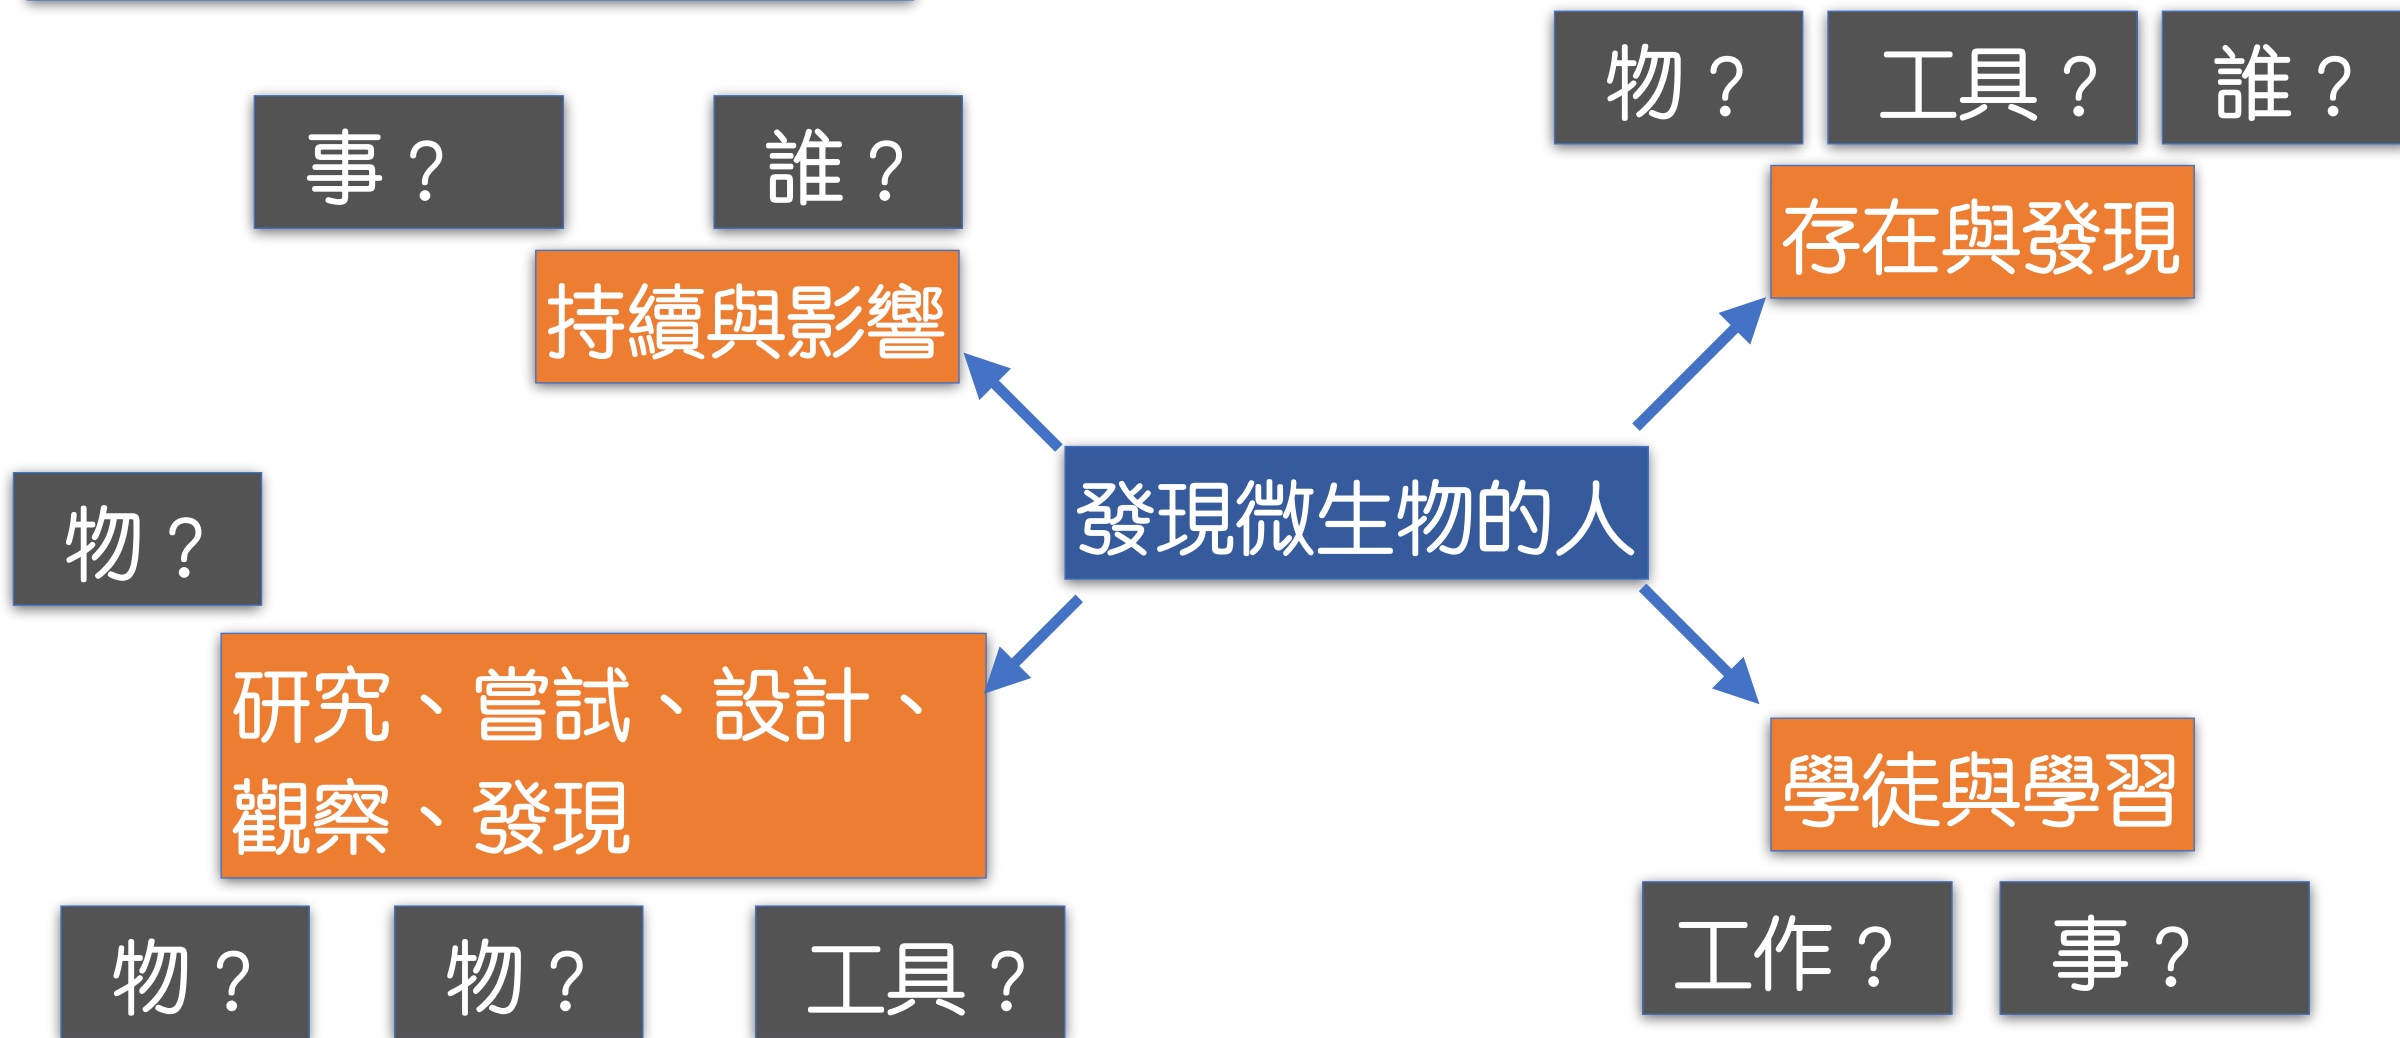 物？
工具？
誰？
事？
誰？
存在與發現
持續與影響
發現微生物的人
物？
研究、嘗試、設計、
觀察、發現
學徒與學習
工作？
事？
物？
物？
工具？